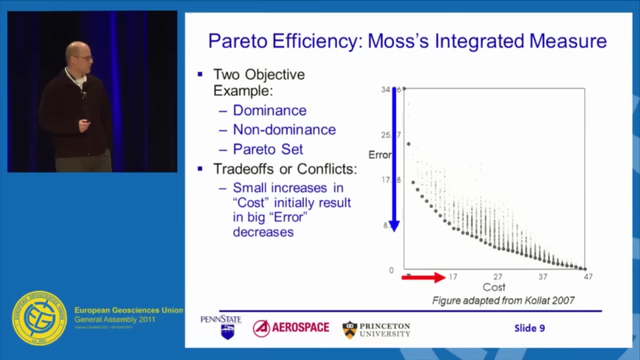 Pareto Efficiency: Moss's Integrated Measure
Two Objective
Example:
– Dominance
– Non-dominance
– Pareto Set
Tradeoffs or Conflicts:
– Small increases in
"Cost" initially result
in big "Error"
decreases
34
25
Error
17
8
0
17
27
37
47
Cost
Figure adapted from Kollat 2007
European Geosciences Union
General Assembly 2011
EGU
PENNSTATE
AEROSPACE
PRINCETON
UNIVERSITY
Slide 9